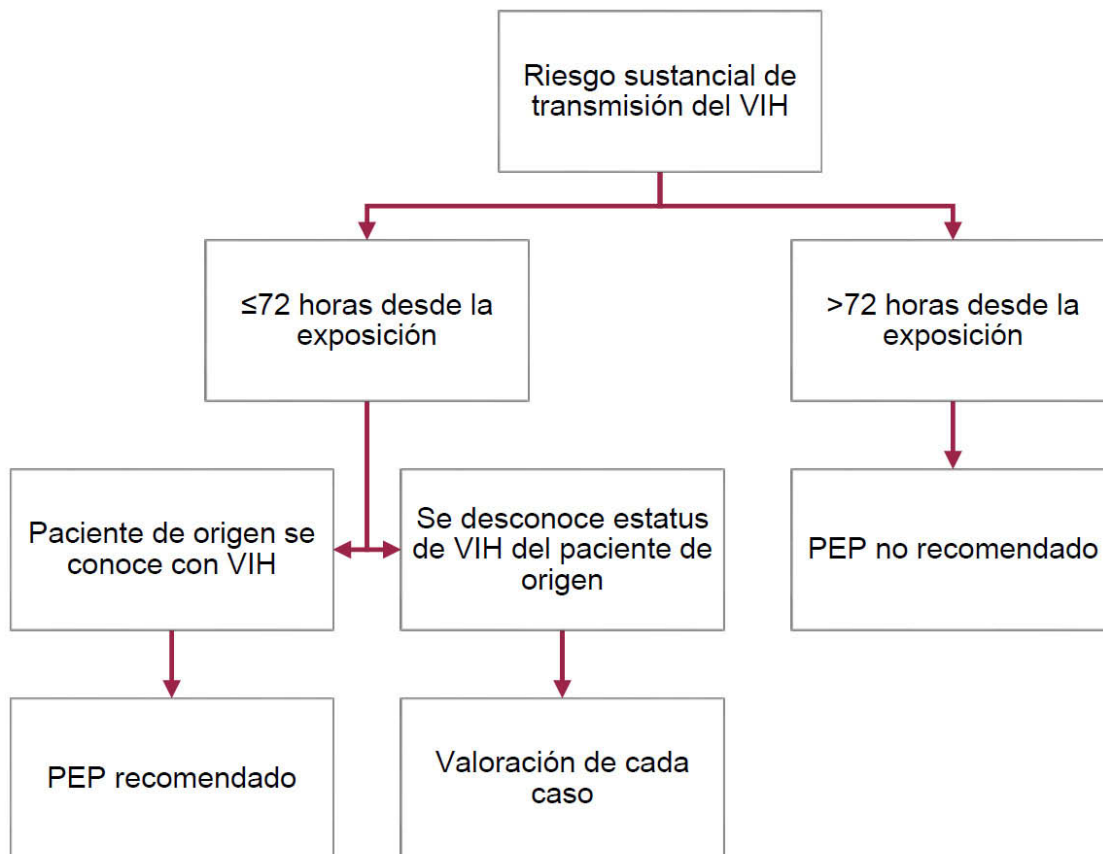 Riesgo sustancial de
transmisión del VIH
≤72 horas desde la
exposición
>72 horas desde la
exposición
Paciente de origen se
conoce con VIH
Se desconoce estatus
de VIH del paciente de
origen
PEP no recomendado
PEP recomendado
Valoración de cada
caso